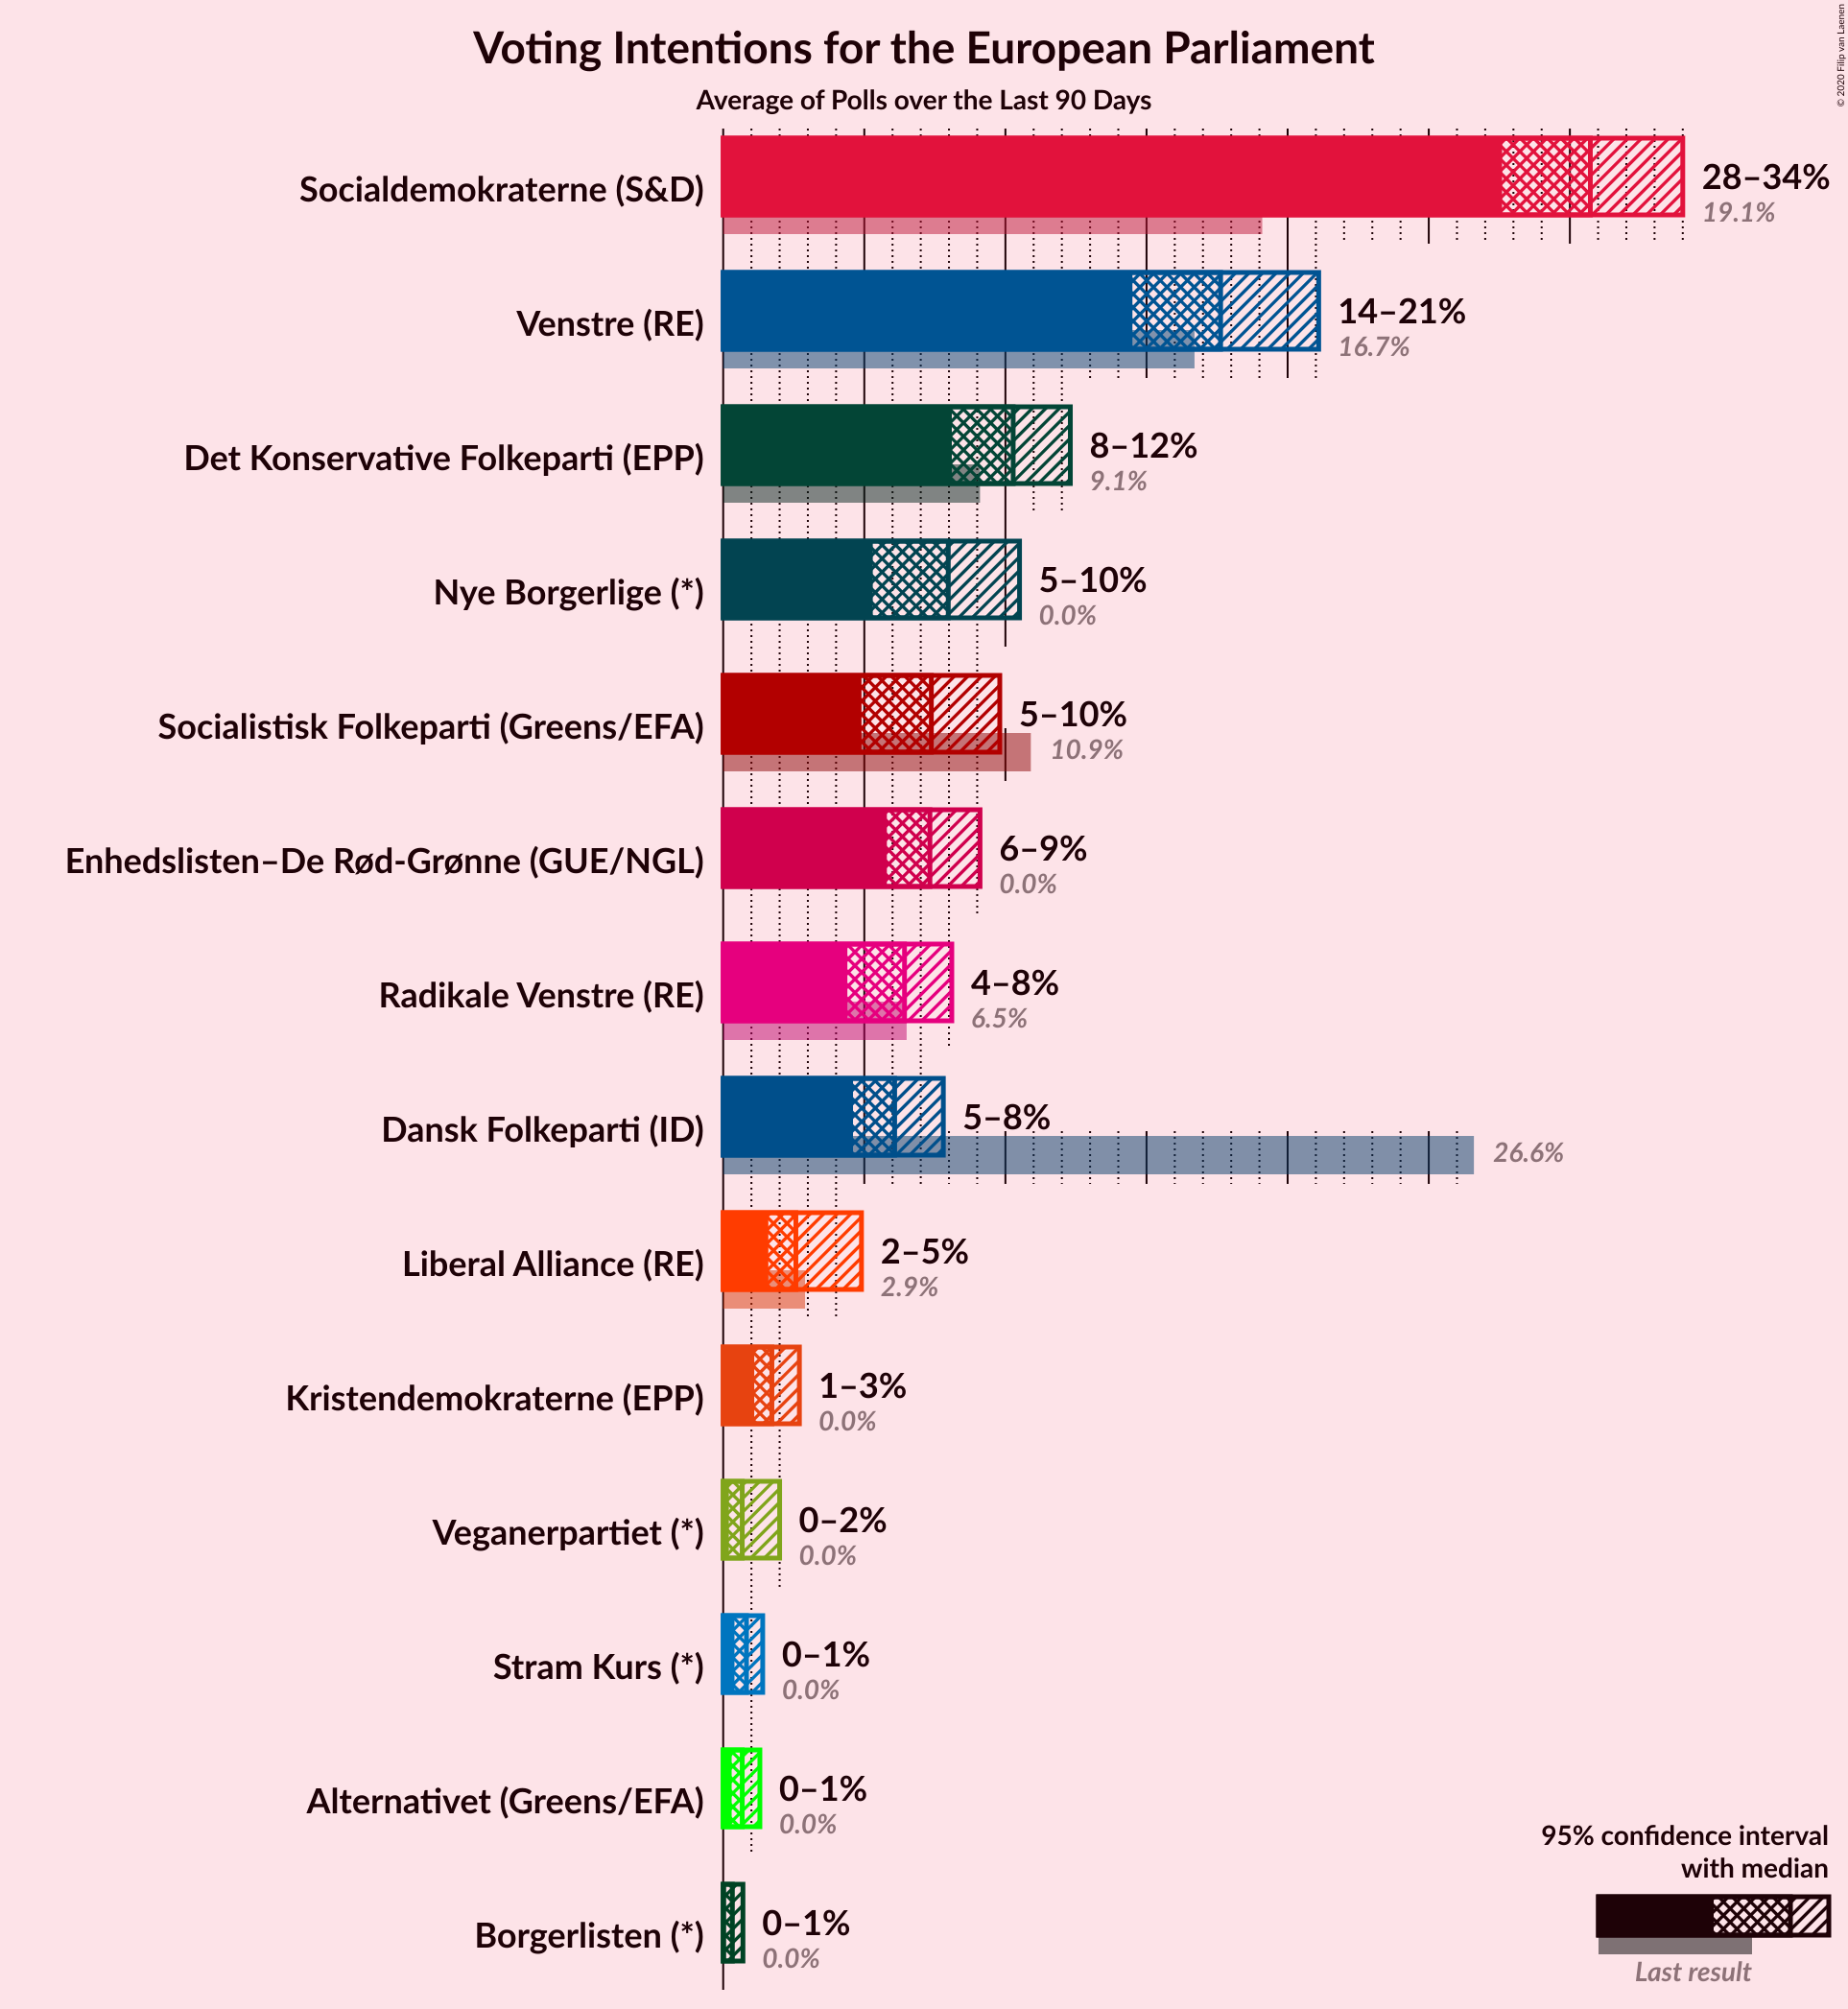 Voting Intentions for the European Parliament
Average of Polls over the Last 90 Days
© 2020 Filip van Laenen
Socialdemokraterne (S&D)
28–34%
19.1%
Venstre (RE)
14–21%
16.7%
Det Konservative Folkeparti (EPP)
8–12%
9.1%
Nye Borgerlige (*)
5–10%
0.0%
Socialistisk Folkeparti (Greens/EFA)
5–10%
10.9%
Enhedslisten–De Rød-Grønne (GUE/NGL)
6–9%
0.0%
Radikale Venstre (RE)
4–8%
6.5%
Dansk Folkeparti (ID)
5–8%
26.6%
Liberal Alliance (RE)
2–5%
2.9%
Kristendemokraterne (EPP)
1–3%
0.0%
Veganerpartiet (*)
0–2%
0.0%
Stram Kurs (*)
0–1%
0.0%
Alternativet (Greens/EFA)
0–1%
0.0%
Borgerlisten (*)
0–1%
0.0%
95% confidence interval
with median
Last result